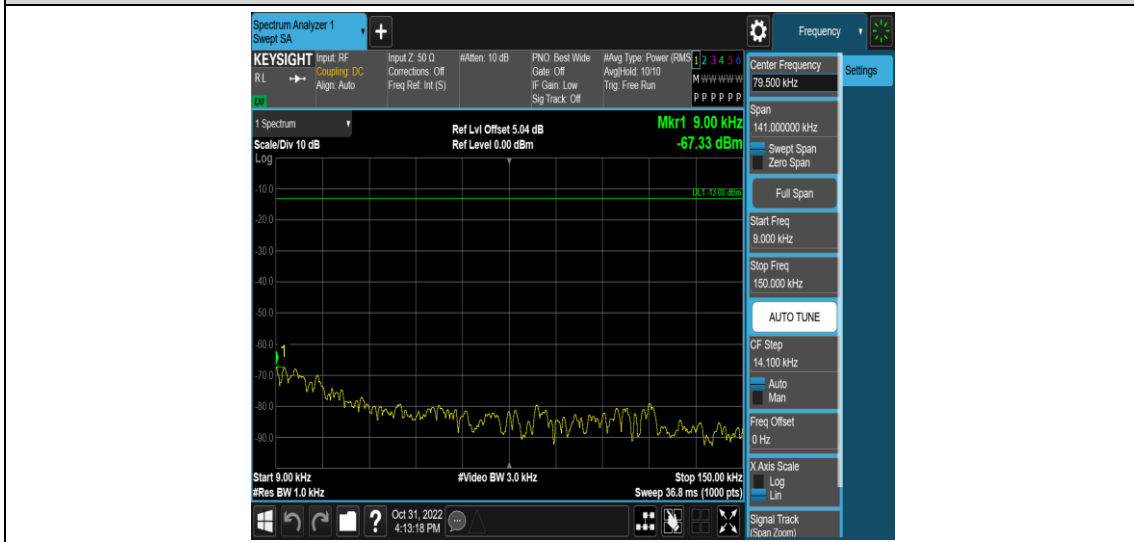 Spectrum Analyzer 1
Swept SA
+
Frequency
KEYSIGHT
RL
LXI
Input: RF
Coupling: DC
Align: Auto
Input Z: 50 Ω
Corrections: Off
Freq Ref: Int (S)
#Atten: 10 dB
PNO: Best Wide
Gate: Off
IF Gain: Low
Sig Track: Off
#Avg Type: Power (RMS
Avg|Hold: 10/10
Trig: Free Run
1 2 3 4 5 6
M W W W W W
P P P P P P
1 Spectrum
Scale/Div 10 dB
Log
Ref Lvl Offset 5.04 dB
Ref Level 0.00 dBm
Mkr1 9.00 kHz
-67.33 dBm
DL1 -13.00 dBm
-10.0
-20.0
-30.0
-40.0
-50.0
-60.0
-70.0
-80.0
-90.0
1
Start 9.00 kHz
#Res BW 1.0 kHz
#Video BW 3.0 kHz
Stop 150.00 kHz
Sweep 36.8 ms (1000 pts)
?
Oct 31, 2022
4:13:18 PM
Center Frequency
79.500 kHz
Settings
Span
141.000000 kHz
Swept Span
Zero Span
Full Span
Start Freq
9.000 kHz
Stop Freq
150.000 kHz
AUTO TUNE
CF Step
14.100 kHz
Auto
Man
Freq Offset
0 Hz
X Axis Scale
Log
Lin
Signal Track
(Span Zoom)